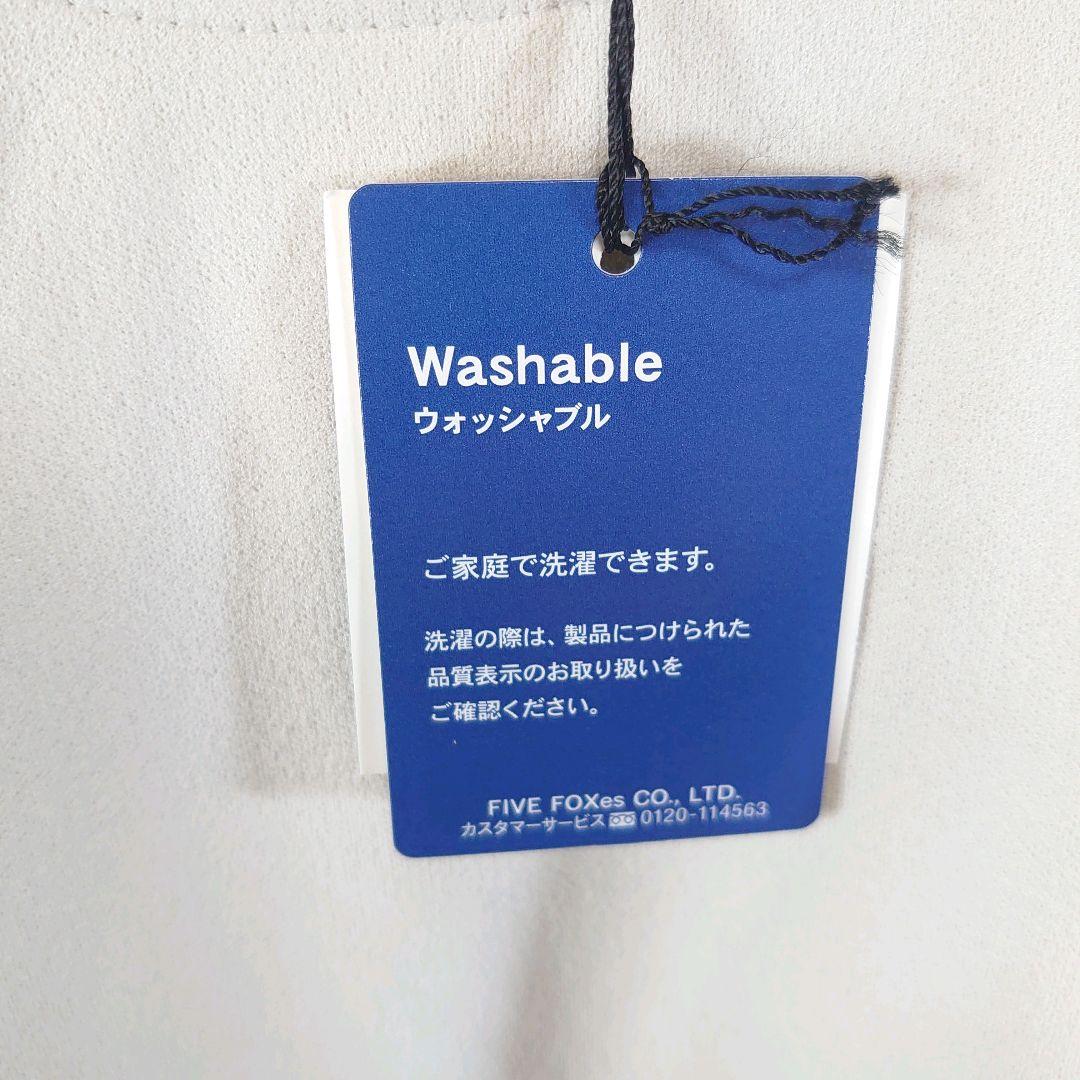 Washable
ウォッシャブル
ご家庭で洗濯できます。
洗濯の際は、製品につけられた
品質表示のお取り扱いを
ご確認ください。
FIVE FOXes CO., LTD.
カスタマーサービス 0120-114563